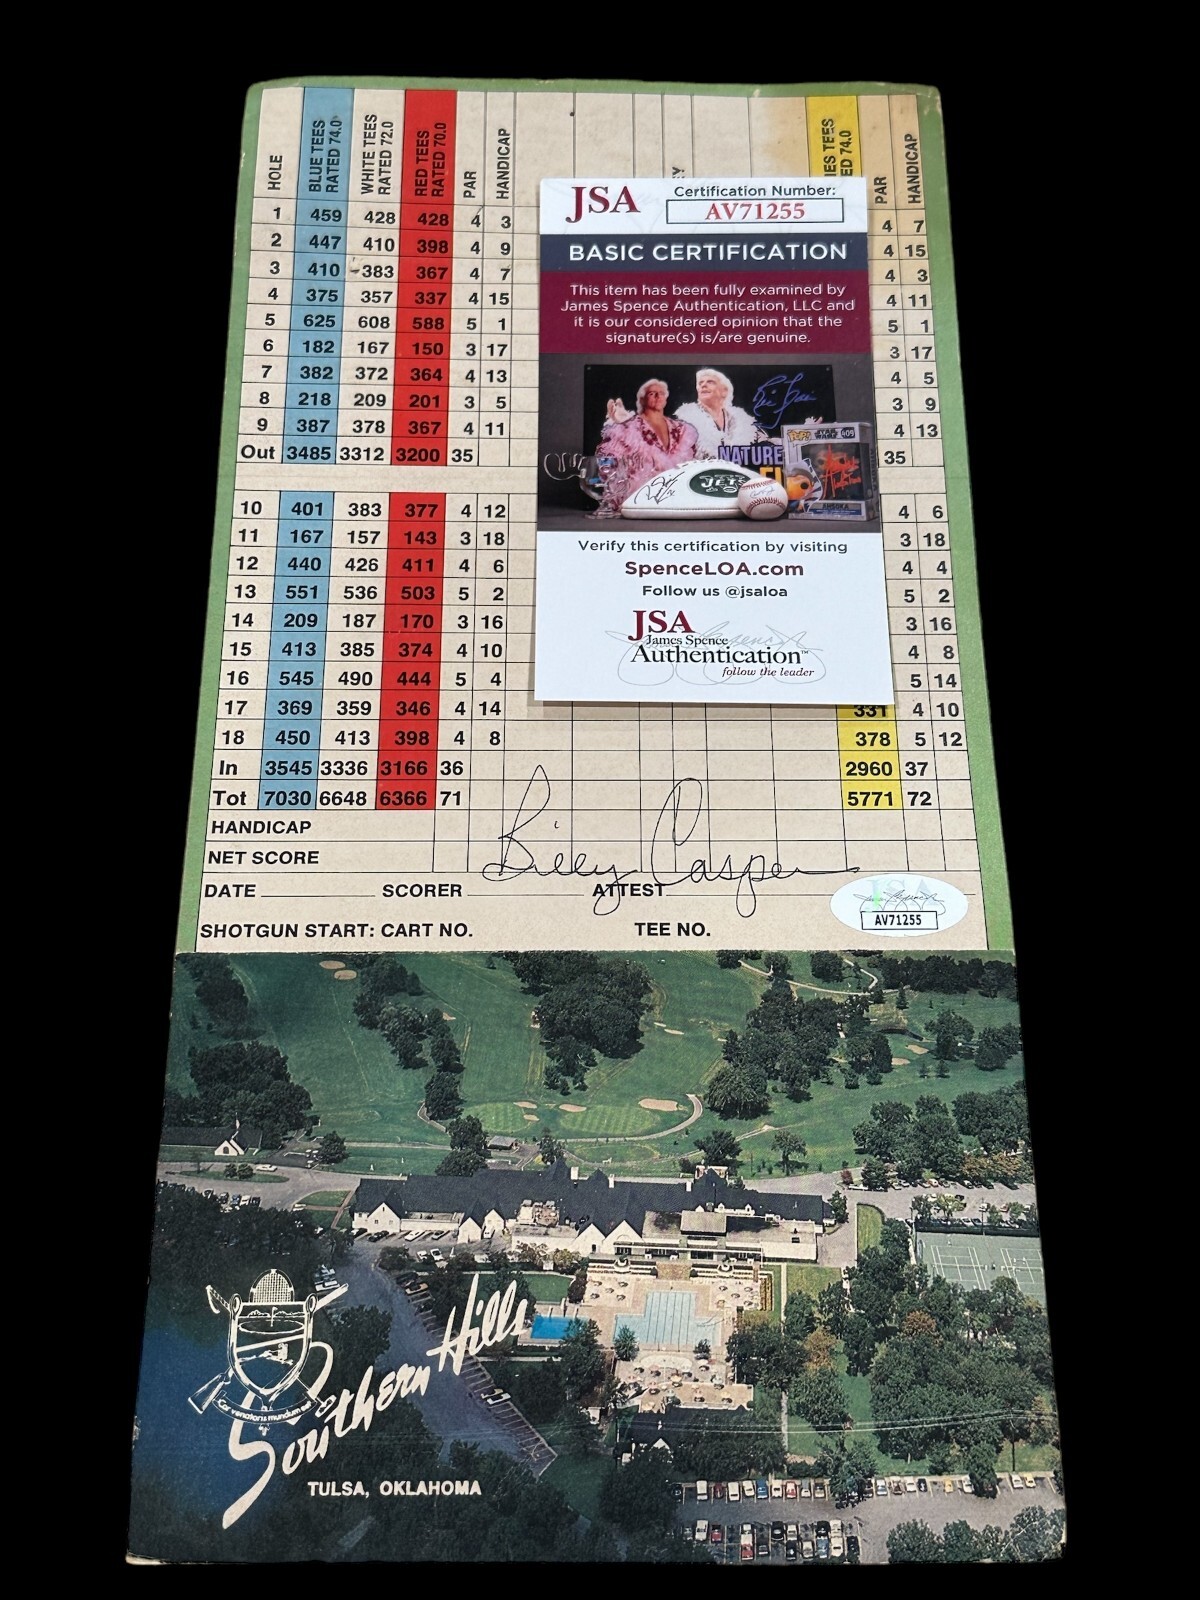 HOLE BLUE TEES RATED 74.0 WHITE TEES RATED 72.0 RED TEES RATED 70.0 PAR HANDICAP IES TEES ED 74.0 PAR HANDICAP
1 459 428 428 4 3 4 7
2 447 410 398 4 9 4 15
3 410 383 367 4 7 4 3
4 375 357 337 4 15 4 11
5 625 608 588 5 1 5 1
6 182 167 150 3 17 3 17
7 382 372 364 4 13 4 5
8 218 209 201 3 5 3 9
9 387 378 367 4 11 4 13
Out 3485 3312 3200 35 35
10 401 383 377 4 12 4 6
11 167 157 143 3 18 3 18
12 440 426 411 4 6 4 4
13 551 536 503 5 2 5 2
14 209 187 170 3 16 3 16
15 413 385 374 4 10 4 8
16 545 490 444 5 4 5 14
17 369 359 346 4 14 331 4 10
18 450 413 398 4 8 378 5 12
In 3545 3336 3166 36 2960 37
Tot 7030 6648 6366 71 5771 72
HANDICAP
NET SCORE
Billy Casper
DATE SCORER ATTEST
SHOTGUN START: CART NO. TEE NO.
JSA
Certification Number:
AV71255
BASIC CERTIFICATION
This item has been fully examined by
James Spence Authentication, LLC and
it is our considered opinion that the
signature(s) is/are genuine.
NATURE
JETS
STAR WARS
409
AHSOKA
Verify this certification by visiting
SpenceLOA.com
Follow us @jsaloa
JSA
James Spence
Authentication™
follow the leader
JSA
AV71255
Southern Hills
TULSA, OKLAHOMA